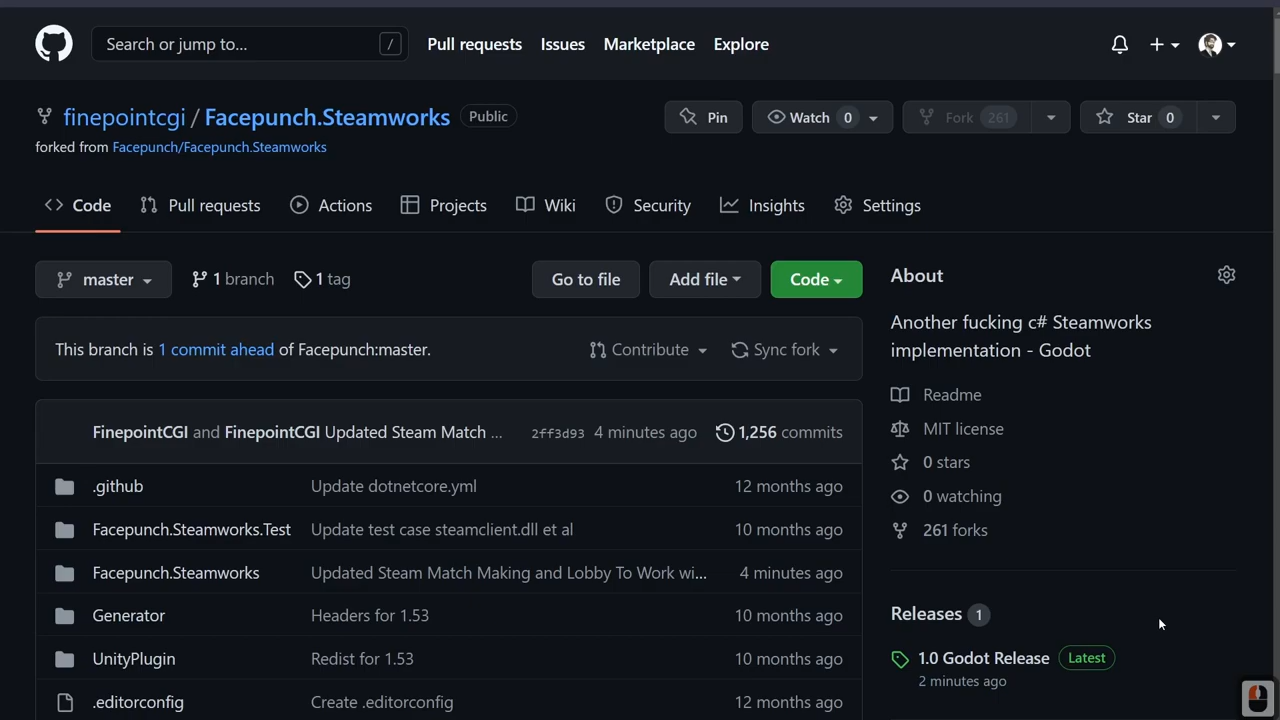 Search or jump to... / Pull requests Issues Marketplace Explore
finepointcgi / Facepunch.Steamworks Public Pin Watch 0 Fork 261 Star 0
forked from Facepunch/Facepunch.Steamworks
Code Pull requests Actions Projects Wiki Security Insights Settings
master 1 branch 1 tag Go to file Add file Code
This branch is 1 commit ahead of Facepunch:master. Contribute Sync fork
FinepointCGI and FinepointCGI Updated Steam Match ... 2ff3d93 4 minutes ago 1,256 commits
.github Update dotnetcore.yml 12 months ago
Facepunch.Steamworks.Test Update test case steamclient.dll et al 10 months ago
Facepunch.Steamworks Updated Steam Match Making and Lobby To Work wi... 4 minutes ago
Generator Headers for 1.53 10 months ago
UnityPlugin Redist for 1.53 10 months ago
.editorconfig Create .editorconfig 12 months ago
About
Another fucking c# Steamworks
implementation - Godot
Readme
MIT license
0 stars
0 watching
261 forks
Releases 1
1.0 Godot Release Latest
2 minutes ago